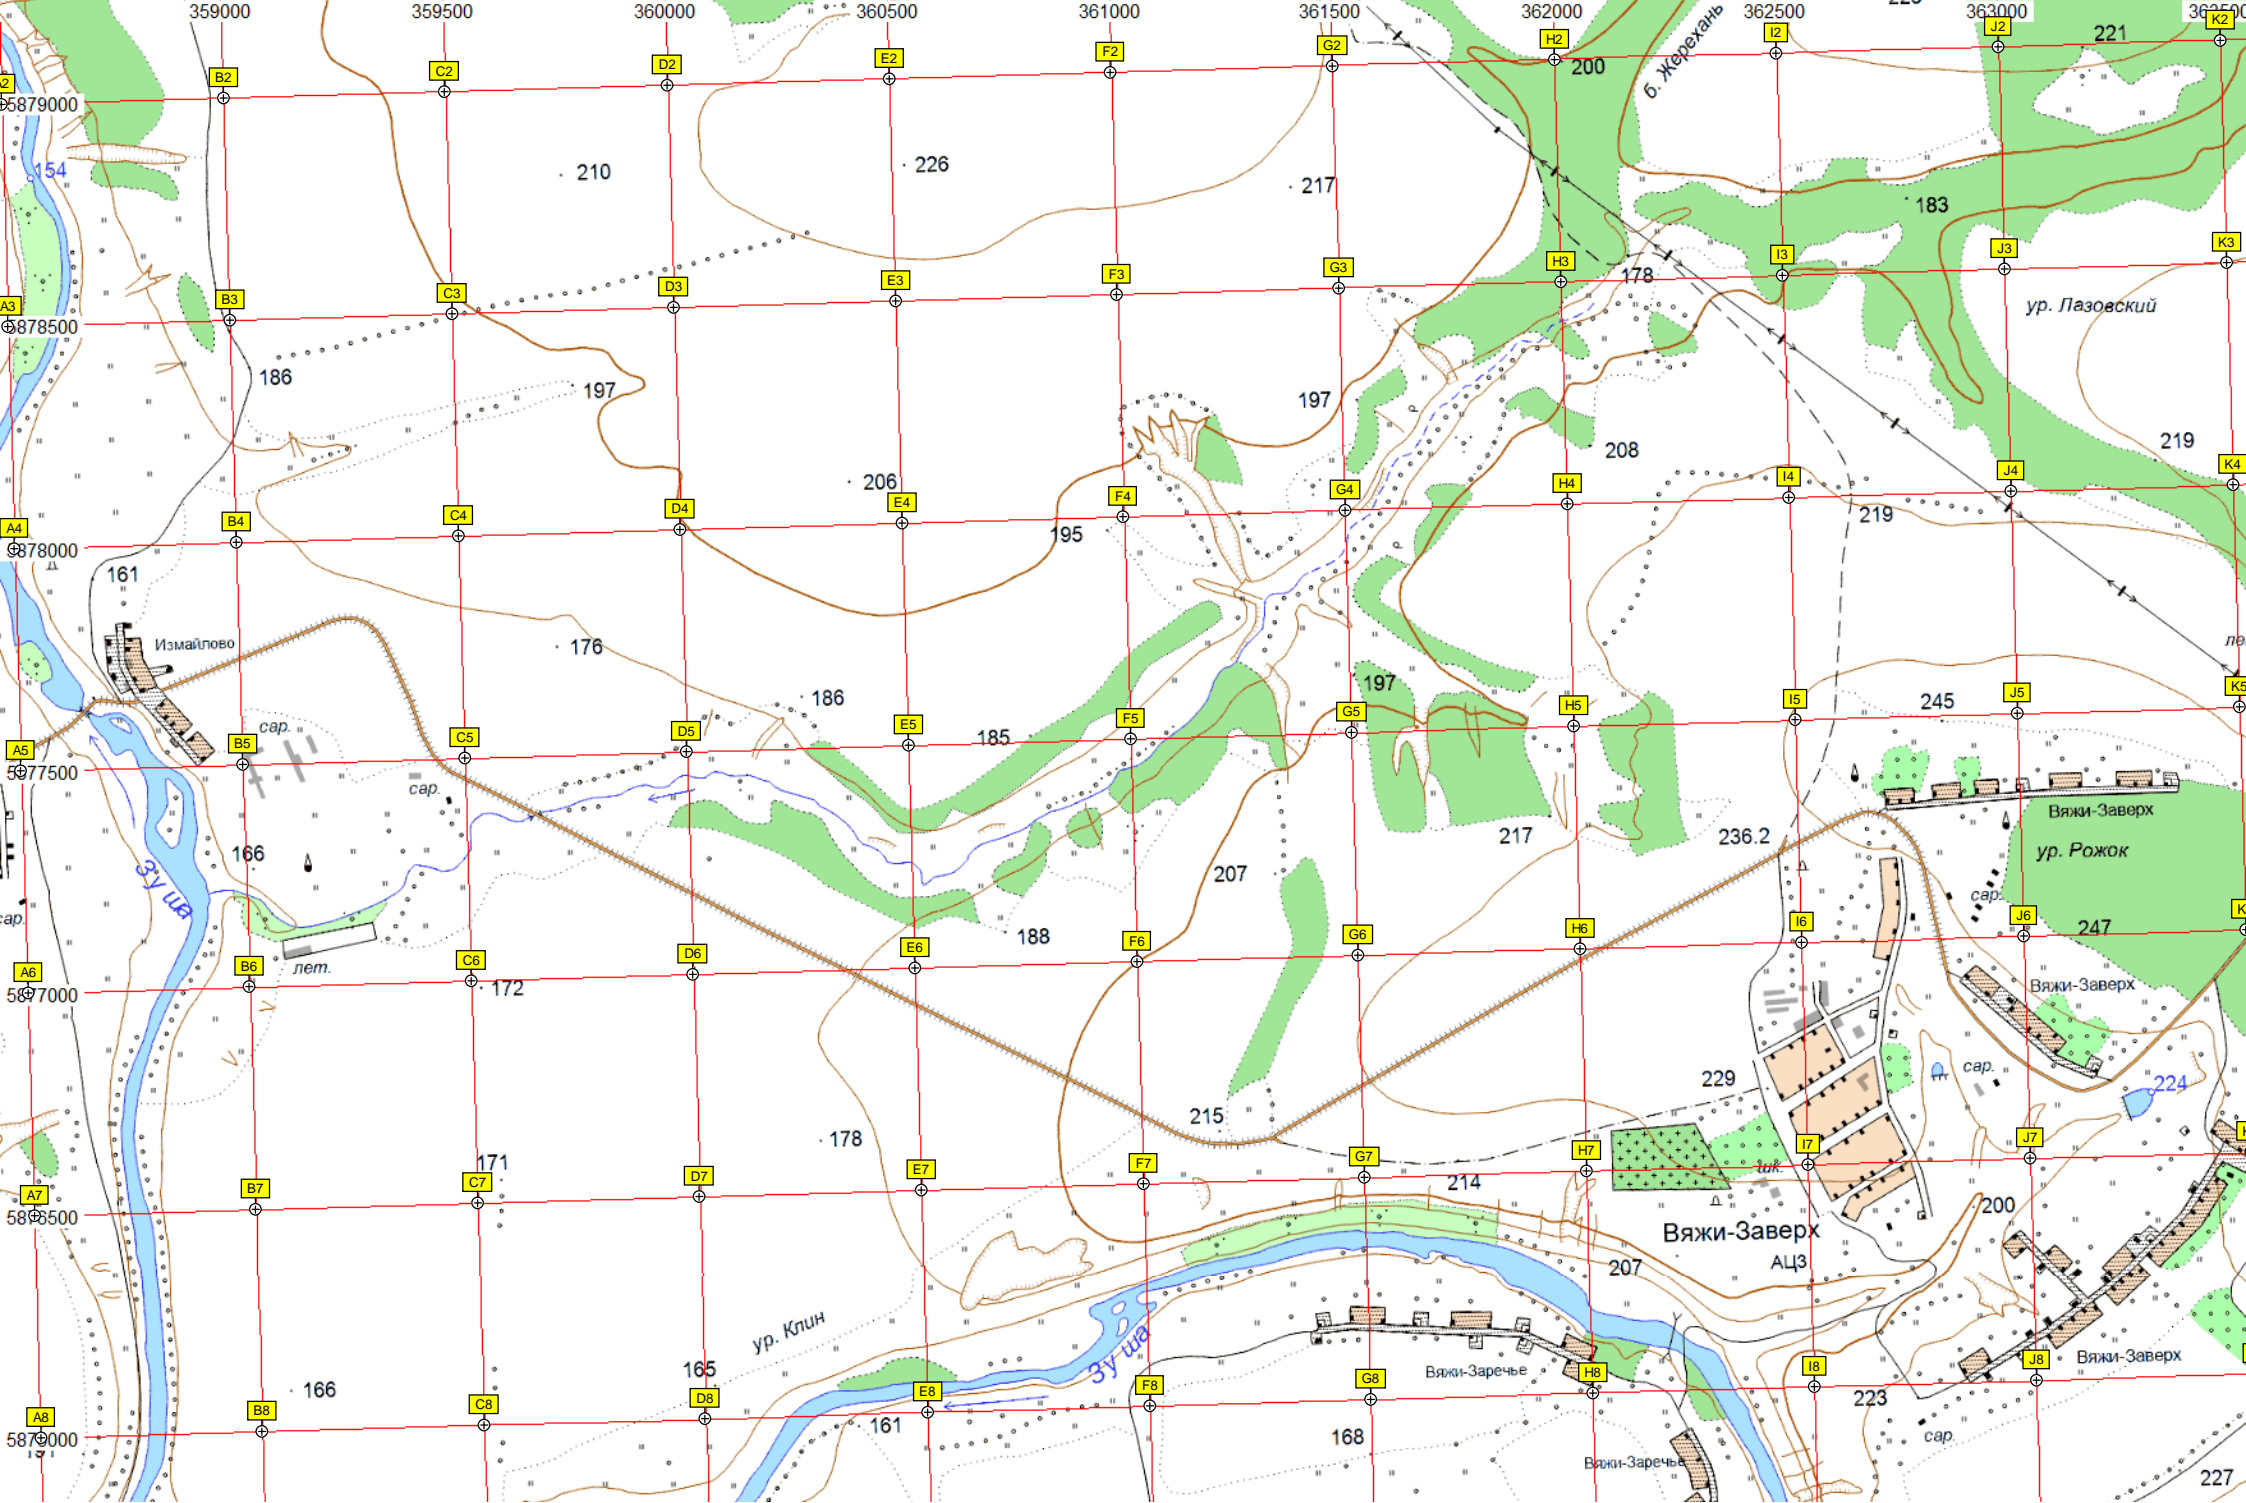 359000 359500 360000 360500 361000 361500 362000 362500 363000
K2
J2 221
I2
H2
G2
F2
E2
D2
C2
B2
200
б. Жерехань
5879000
154
210
226
217
183
K3
J3
I3
H3
178
G3
F3
E3
D3
C3
B3
A3
ур. Лазовский
5878500
186
197
197
208
219
K4
J4
I4
H4
G4
F4
E4
D4
C4
B4
A4
206
195
219
161
Измайлово
176
186
185
197
245
K5
J5
I5
H5
G5
F5
E5
D5
C5
B5
A5
сар.
сар.
5877500
166
Зуша
207
217
236.2
Вяжи-Заверх
ур. Рожок
сар.
сар.
247
J6
I6
H6
G6
F6
E6
D6
C6
B6
A6
188
лет.
172
5877000
Вяжи-Заверх
сар.
224
229
215
178
171
J7
I7
H7
G7
F7
E7
D7
C7
B7
A7
шк.
214
200
Вяжи-Заверх
АЦЗ
207
ур. Клин
Зуша
165
166
Вяжи-Заречье
Вяжи-Заверх
J8
I8
H8
G8
F8
E8
D8
C8
B8
A8
161
168
223
сар.
Вяжи-Заречье
227